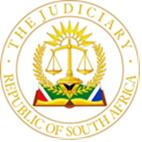 · THE JUDICIARY ·
REPUBLIC OF SOUTH AFRICA